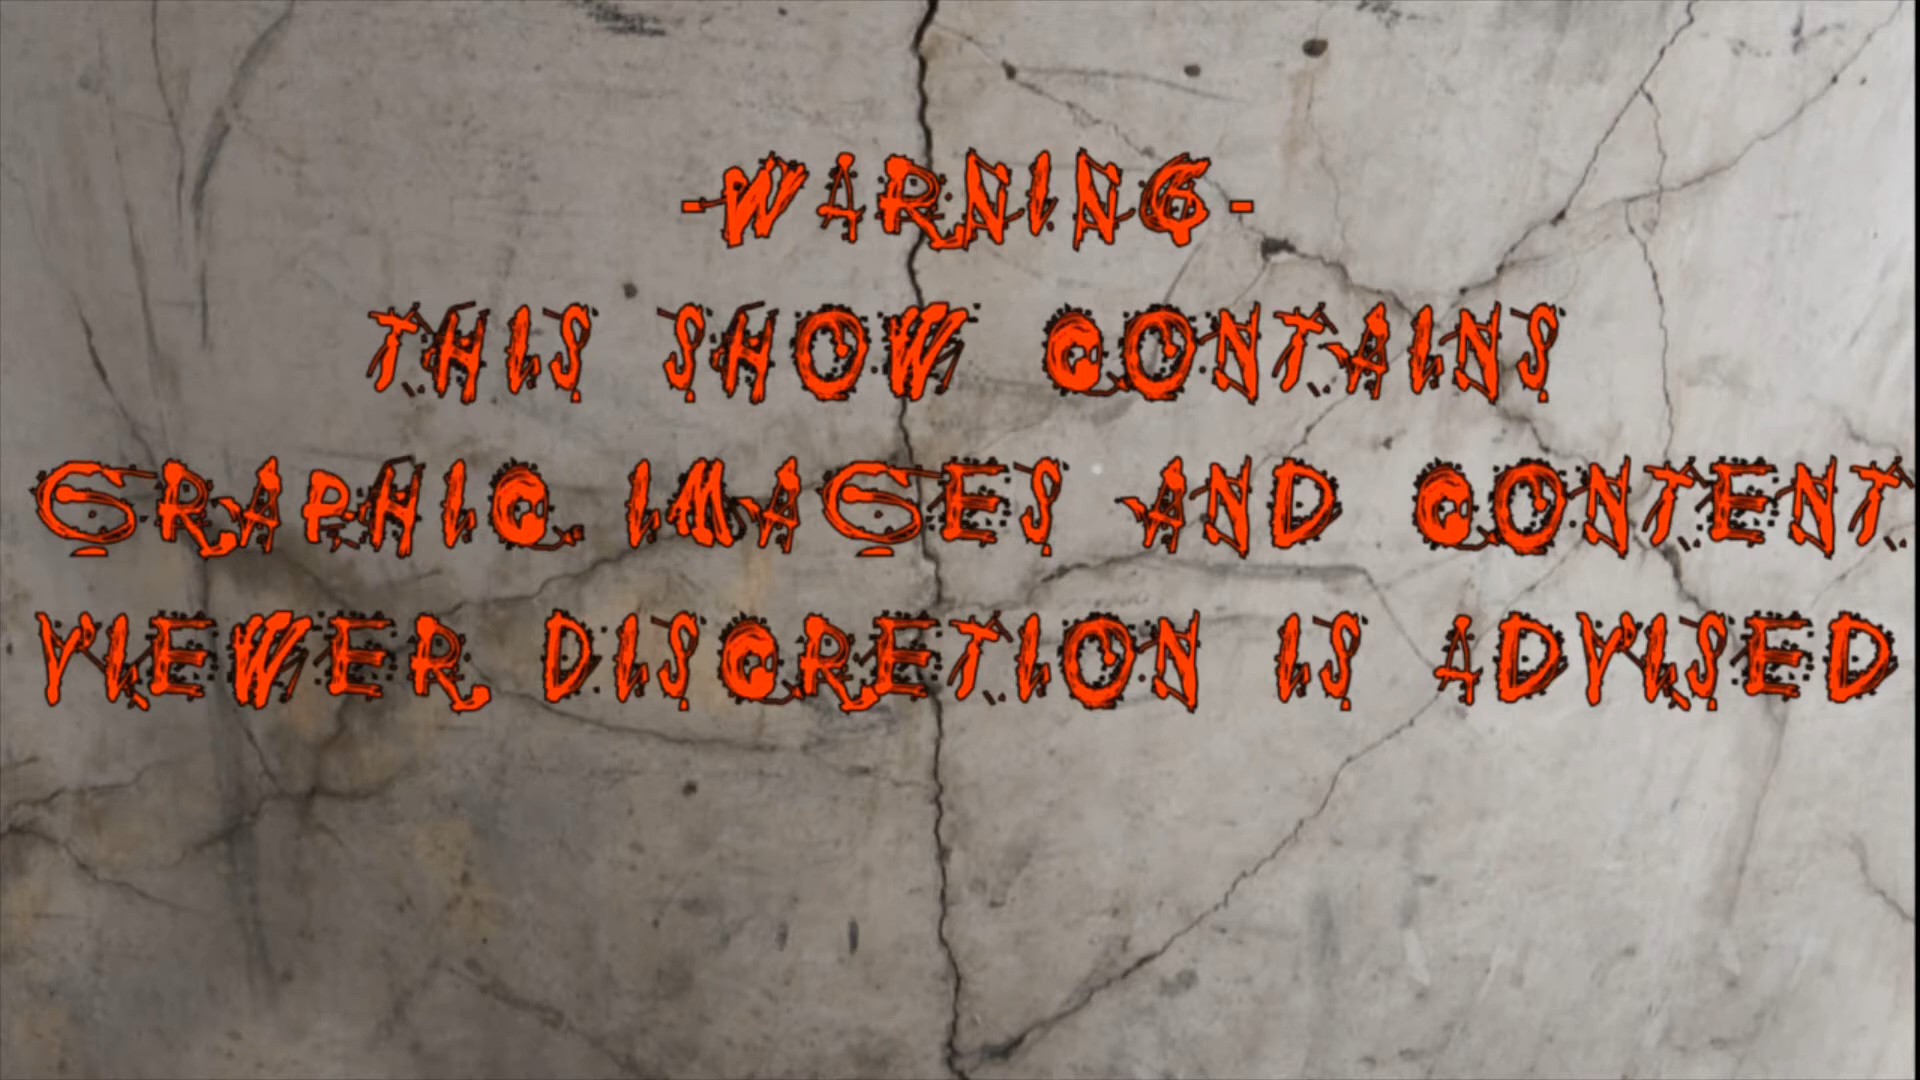 -WARNING-
THIS SHOW CONTAINS
GRAPHIC IMAGES AND CONTENT
VIEWER DISCRETION IS ADVISED